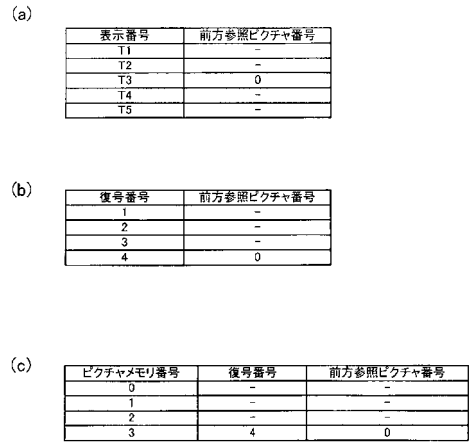 (a)
表示番号 前方参照ピクチャ番号
T1 -
T2 -
T3 0
T4 -
T5 -
(b)
復号番号 前方参照ピクチャ番号
1 -
2 -
3 -
4 0
(c)
ピクチャメモリ番号 復号番号 前方参照ピクチャ番号
0 - -
1 - -
2 - -
3 4 0